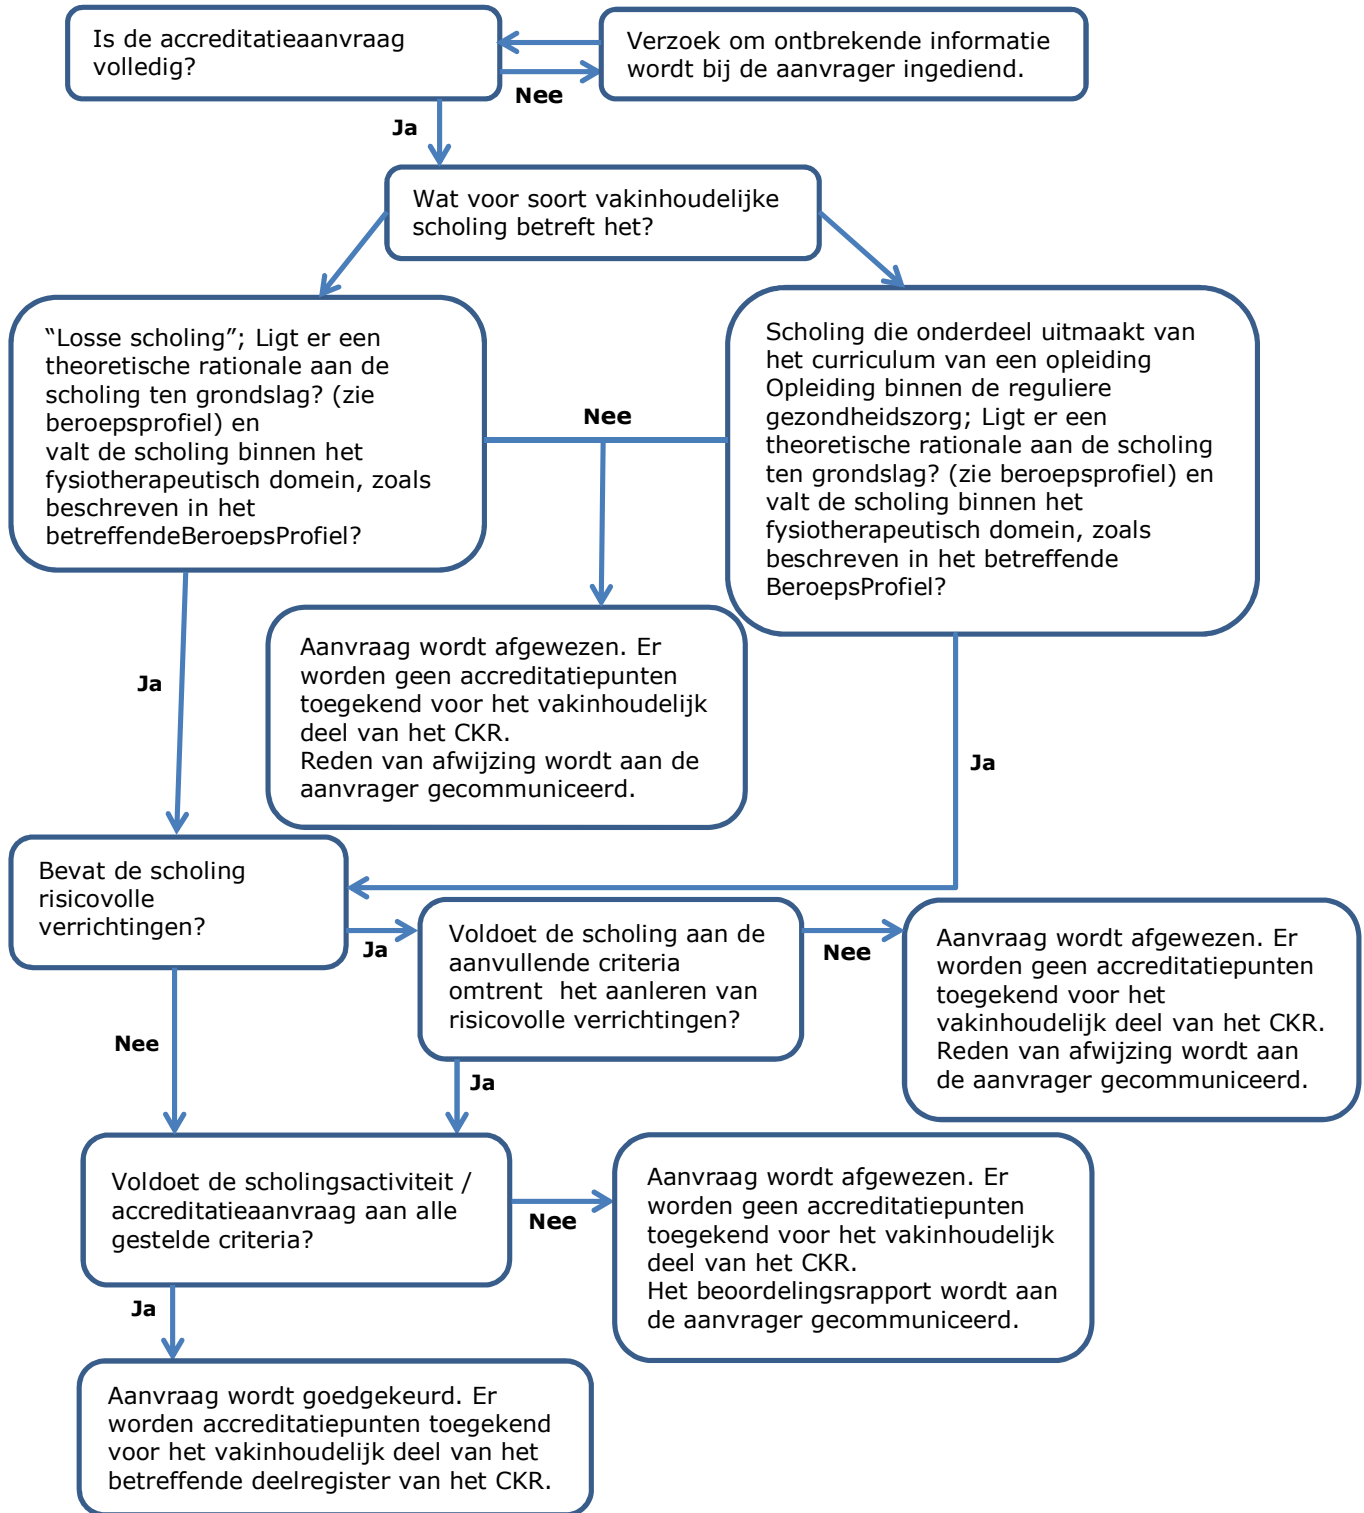 Is de accreditatieaanvraag
volledig?
Verzoek om ontbrekende informatie
wordt bij de aanvrager ingediend.
Nee
Ja
Wat voor soort vakinhoudelijke
scholing betreft het?
“Losse scholing”; Ligt er een
theoretische rationale aan de
scholing ten grondslag? (zie
beroepsprofiel) en
valt de scholing binnen het
fysiotherapeutisch domein, zoals
beschreven in het
betreffendeBeroepsProfiel?
Nee
Scholing die onderdeel uitmaakt van
het curriculum van een opleiding
Opleiding binnen de reguliere
gezondheidszorg; Ligt er een
theoretische rationale aan de scholing
ten grondslag? (zie beroepsprofiel) en
valt de scholing binnen het
fysiotherapeutisch domein, zoals
beschreven in het betreffende
BeroepsProfiel?
Aanvraag wordt afgewezen. Er
worden geen accreditatiepunten
toegekend voor het vakinhoudelijk
deel van het CKR.
Reden van afwijzing wordt aan de
aanvrager gecommuniceerd.
Ja
Ja
Bevat de scholing
risicovolle
verrichtingen?
Ja
Voldoet de scholing aan de
aanvullende criteria
omtrent  het aanleren van
risicovolle verrichtingen?
Nee
Aanvraag wordt afgewezen. Er
worden geen accreditatiepunten
toegekend voor het
vakinhoudelijk deel van het CKR.
Reden van afwijzing wordt aan
de aanvrager gecommuniceerd.
Nee
Ja
Voldoet de scholingsactiviteit /
accreditatieaanvraag aan alle
gestelde criteria?
Nee
Aanvraag wordt afgewezen. Er
worden geen accreditatiepunten
toegekend voor het vakinhoudelijk
deel van het CKR.
Het beoordelingsrapport wordt aan
de aanvrager gecommuniceerd.
Ja
Aanvraag wordt goedgekeurd. Er
worden accreditatiepunten toegekend
voor het vakinhoudelijk deel van het
betreffende deelregister van het CKR.